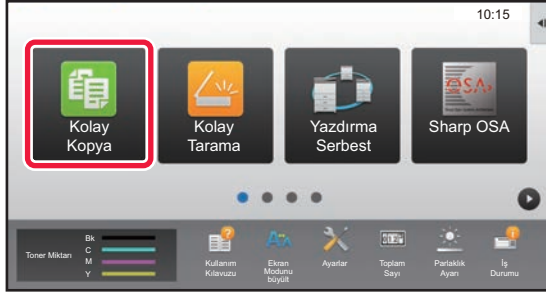 10:15
Kolay
Kopya
Kolay
Tarama
Yazdırma
Serbest
OSA
Sharp OSA
Toner Miktarı
Bk
C
M
Y
Kullanım
Kılavuzu
Ekran
Modunu
büyült
Ayarlar
Toplam
Sayı
Parlaklık
Ayarı
İş
Durumu